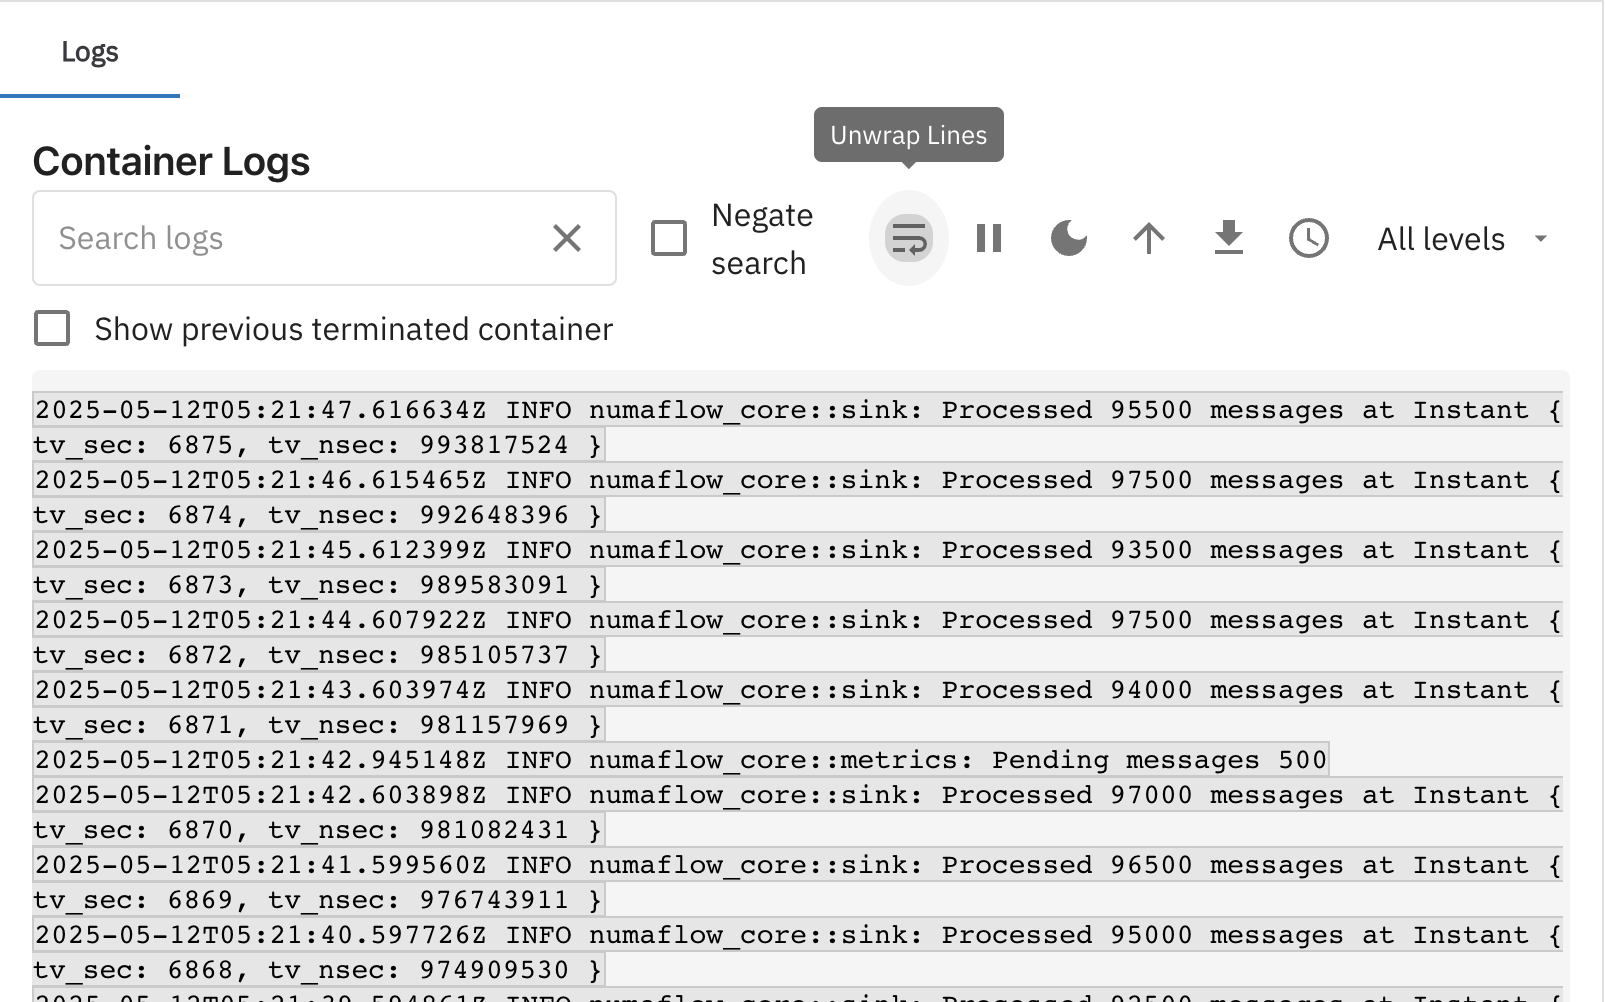 Logs
Unwrap Lines
Container Logs
Search logs
Negate
search
All levels
Show previous terminated container
2025-05-12T05:21:47.616634Z INFO numaflow_core::sink: Processed 95500 messages at Instant {
tv_sec: 6875, tv_nsec: 993817524 }
2025-05-12T05:21:46.615465Z INFO numaflow_core::sink: Processed 97500 messages at Instant {
tv_sec: 6874, tv_nsec: 992648396 }
2025-05-12T05:21:45.612399Z INFO numaflow_core::sink: Processed 93500 messages at Instant {
tv_sec: 6873, tv_nsec: 989583091 }
2025-05-12T05:21:44.607922Z INFO numaflow_core::sink: Processed 97500 messages at Instant {
tv_sec: 6872, tv_nsec: 985105737 }
2025-05-12T05:21:43.603974Z INFO numaflow_core::sink: Processed 94000 messages at Instant {
tv_sec: 6871, tv_nsec: 981157969 }
2025-05-12T05:21:42.945148Z INFO numaflow_core::metrics: Pending messages 500
2025-05-12T05:21:42.603898Z INFO numaflow_core::sink: Processed 97000 messages at Instant {
tv_sec: 6870, tv_nsec: 981082431 }
2025-05-12T05:21:41.599560Z INFO numaflow_core::sink: Processed 96500 messages at Instant {
tv_sec: 6869, tv_nsec: 976743911 }
2025-05-12T05:21:40.597726Z INFO numaflow_core::sink: Processed 95000 messages at Instant {
tv_sec: 6868, tv_nsec: 974909530 }